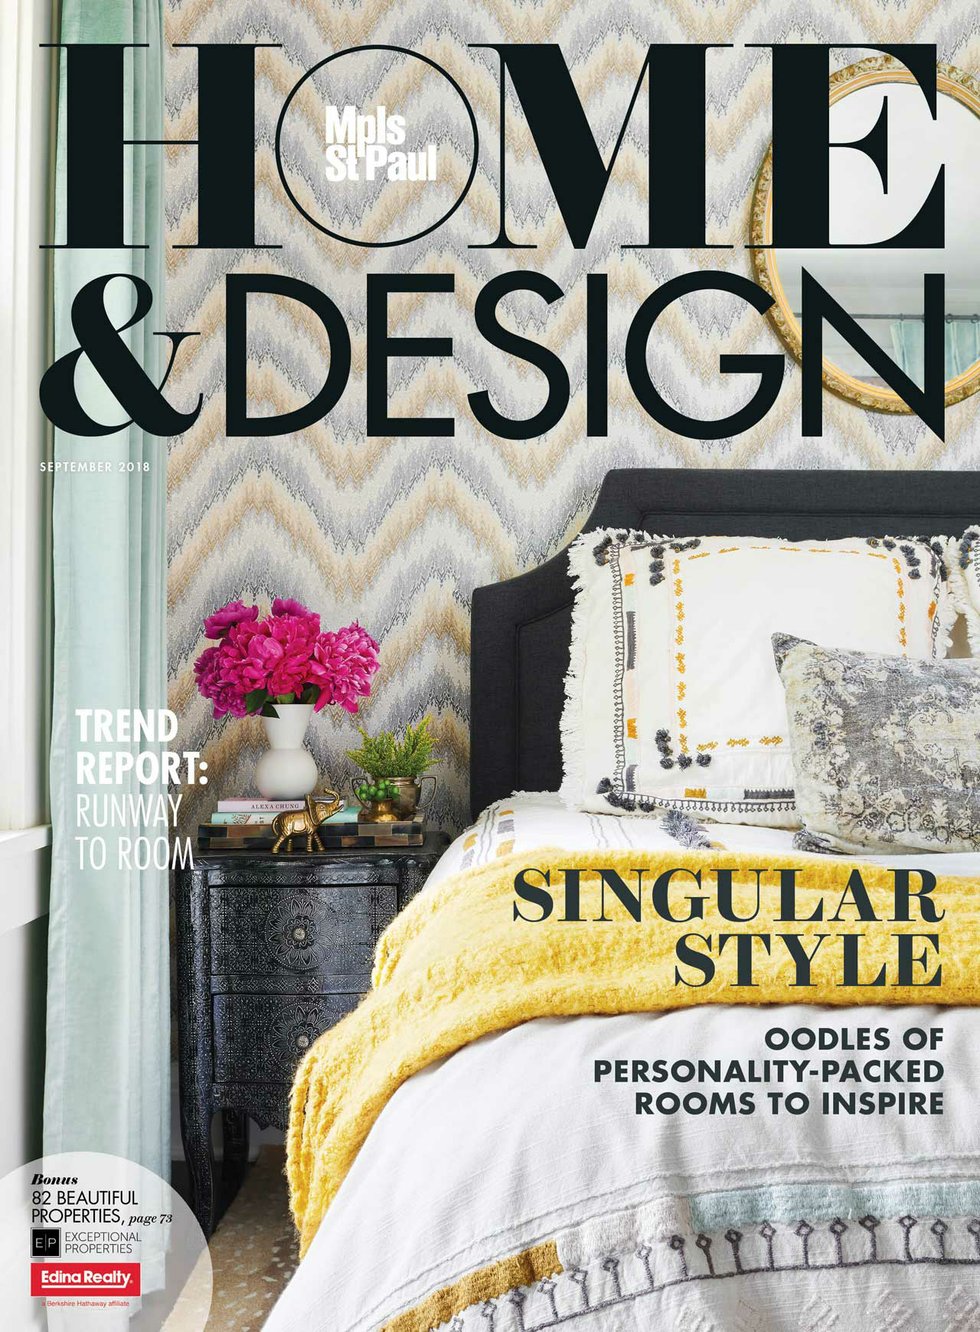 HOME
Mpls
St Paul
& DESIGN
SEPTEMBER 2018
TREND
REPORT:
RUNWAY
TO ROOM
ALEXA CHUNG
SINGULAR
STYLE
OODLES OF
PERSONALITY-PACKED
ROOMS TO INSPIRE
Bonus
82 BEAUTIFUL
PROPERTIES, page 73
EP EXCEPTIONAL
PROPERTIES
Edina Realty®
a Berkshire Hathaway affiliate